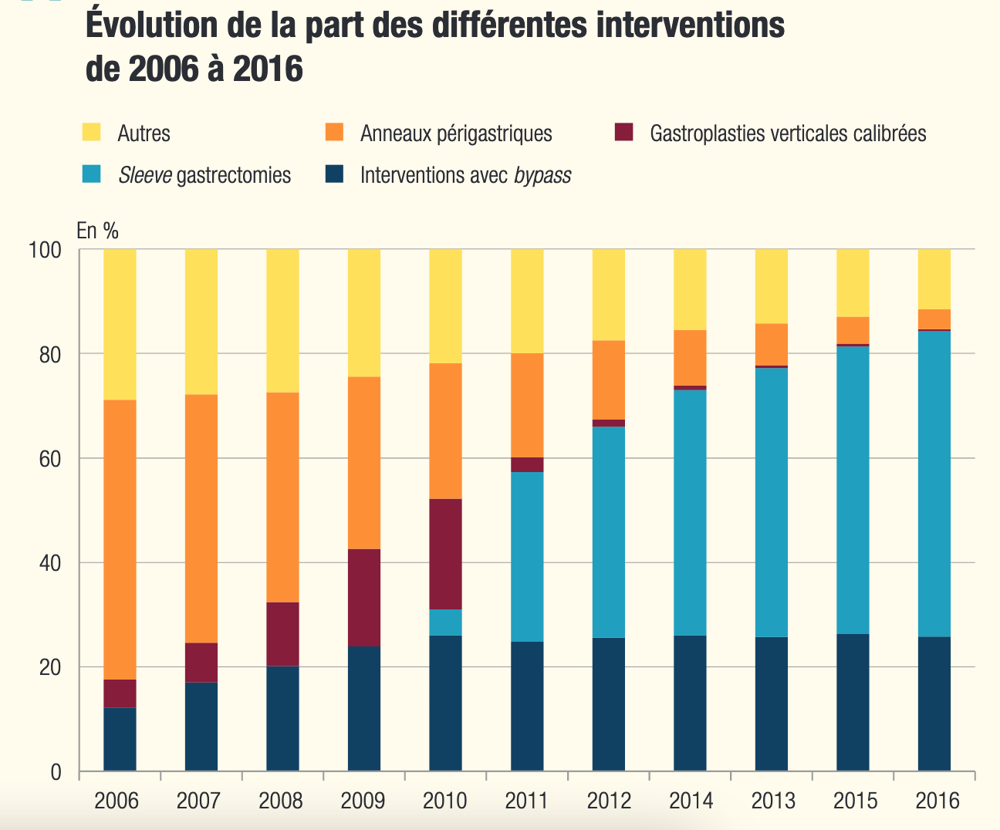 Évolution de la part des différentes interventions
de 2006 à 2016
Autres Anneaux périgastriques Gastroplasties verticales calibrées
Sleeve gastrectomies Interventions avec bypass
En %
100
80
60
40
20
0
2006 2007 2008 2009 2010 2011 2012 2014 2013 2015 2016